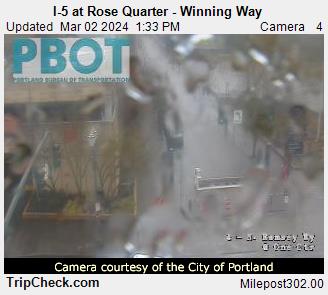 I-5 at Rose Quarter - Winning Way
Updated Mar 02 2024 1:33 PM Camera 4
PBOT
PORTLAND BUREAU OF TRANSPORTATION
Camera courtesy of the City of Portland
TripCheck.com Milepost302.00